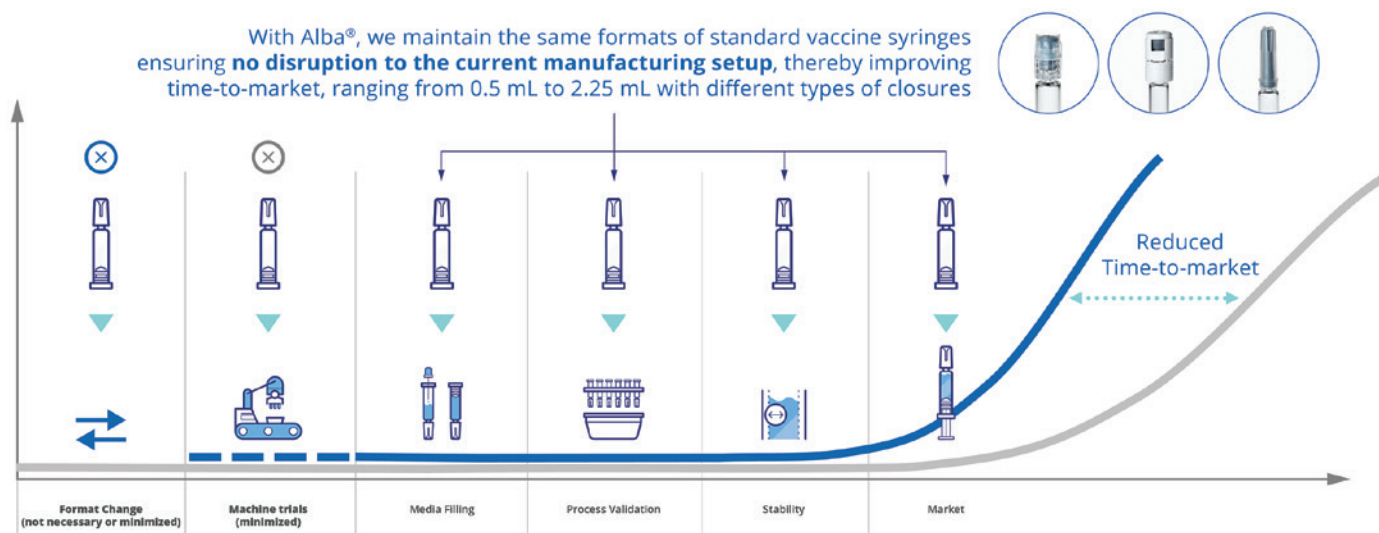 With Alba®, we maintain the same formats of standard vaccine syringes
ensuring no disruption to the current manufacturing setup, thereby improving
time-to-market, ranging from 0.5 mL to 2.25 mL with different types of closures
Reduced
Time-to-market
Format Change
(not necessary or minimized)
Machine trials
(minimized)
Media Filling
Process Validation
Stability
Market